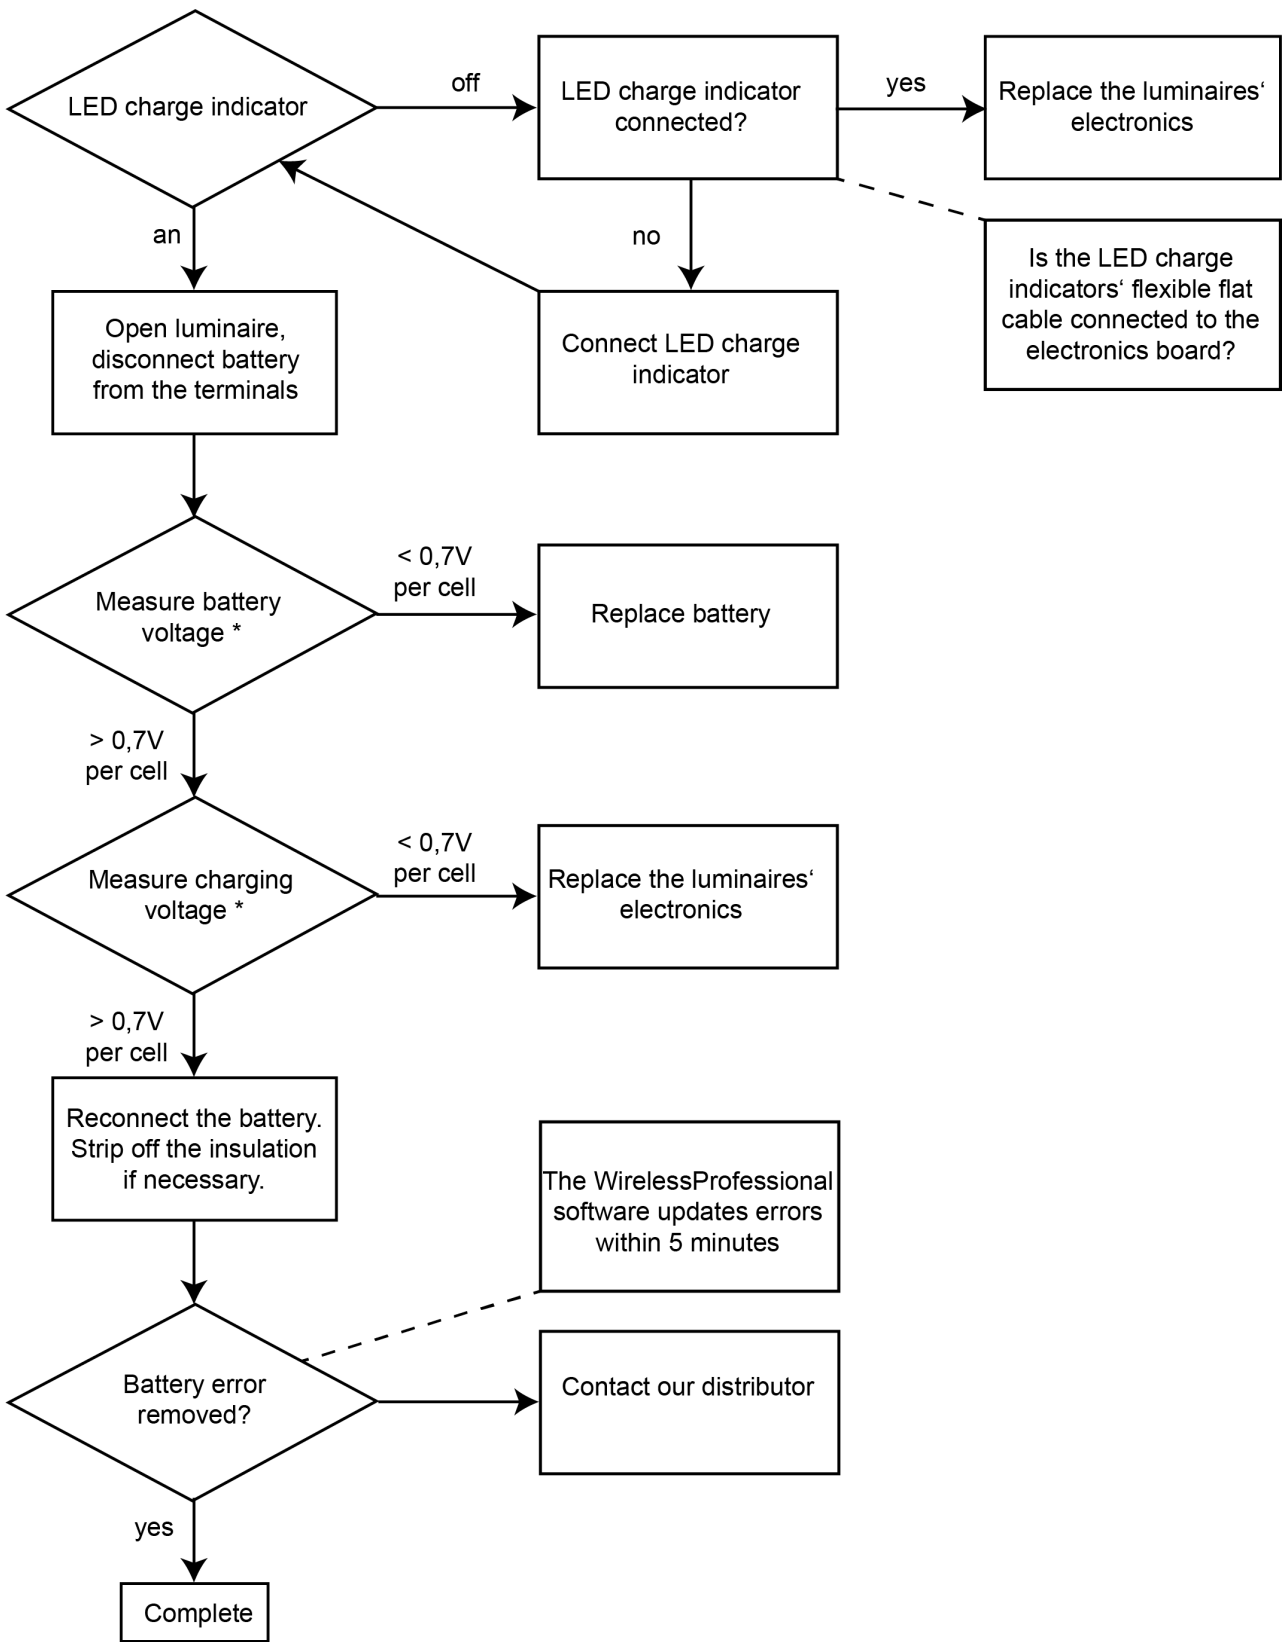 LED charge indicator
off
LED charge indicator
connected?
yes
Replace the luminaires‘
electronics
an
no
Is the LED charge
indicators‘ flexible flat
cable connected to the
electronics board?
Open luminaire,
disconnect battery
from the terminals
Connect LED charge
indicator
Measure battery
voltage *
< 0,7V
per cell
Replace battery
> 0,7V
per cell
Measure charging
voltage *
< 0,7V
per cell
Replace the luminaires‘
electronics
> 0,7V
per cell
Reconnect the battery.
Strip off the insulation
if necessary.
The WirelessProfessional
software updates errors
within 5 minutes
Battery error
removed?
Contact our distributor
yes
Complete